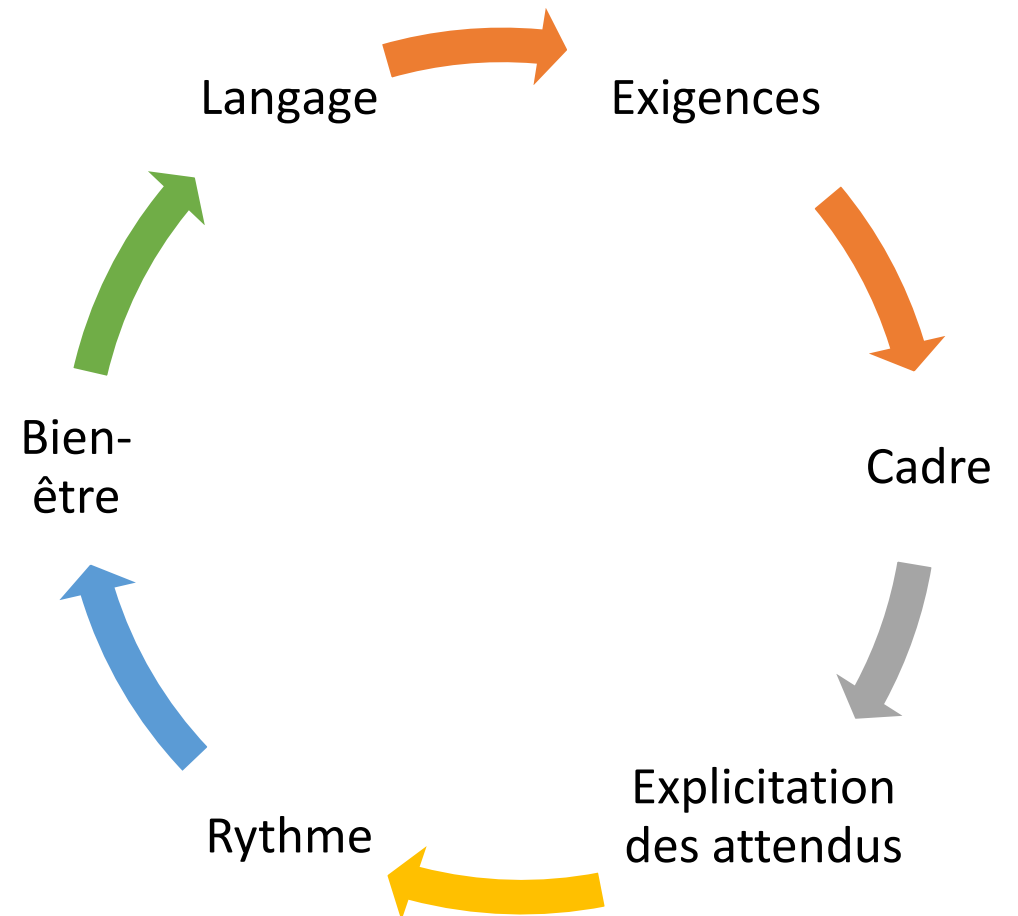 Langage
Exigences
Cadre
Explicitation
des attendus
Rythme
Bien-
être